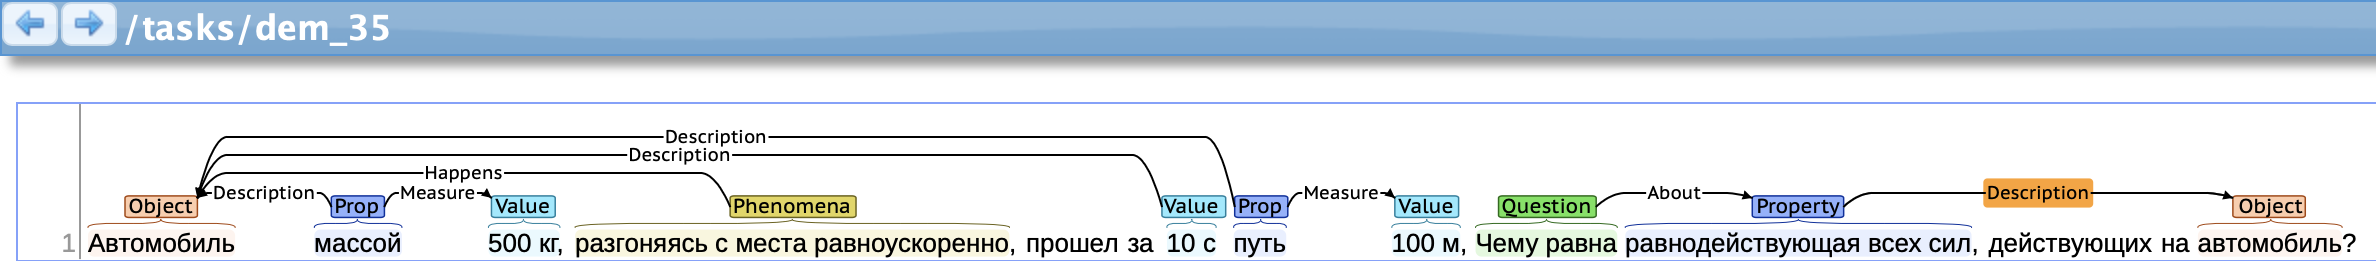 /tasks/dem_35
Description
Description
Happens
Description Measure Measure About Description
Object Prop Value Phenomena Value Prop Value Question Property Object
1 Автомобиль массой 500 кг, разгоняясь с места равноускоренно, прошел за 10 с путь 100 м, Чему равна равнодействующая всех сил, действующих на автомобиль?